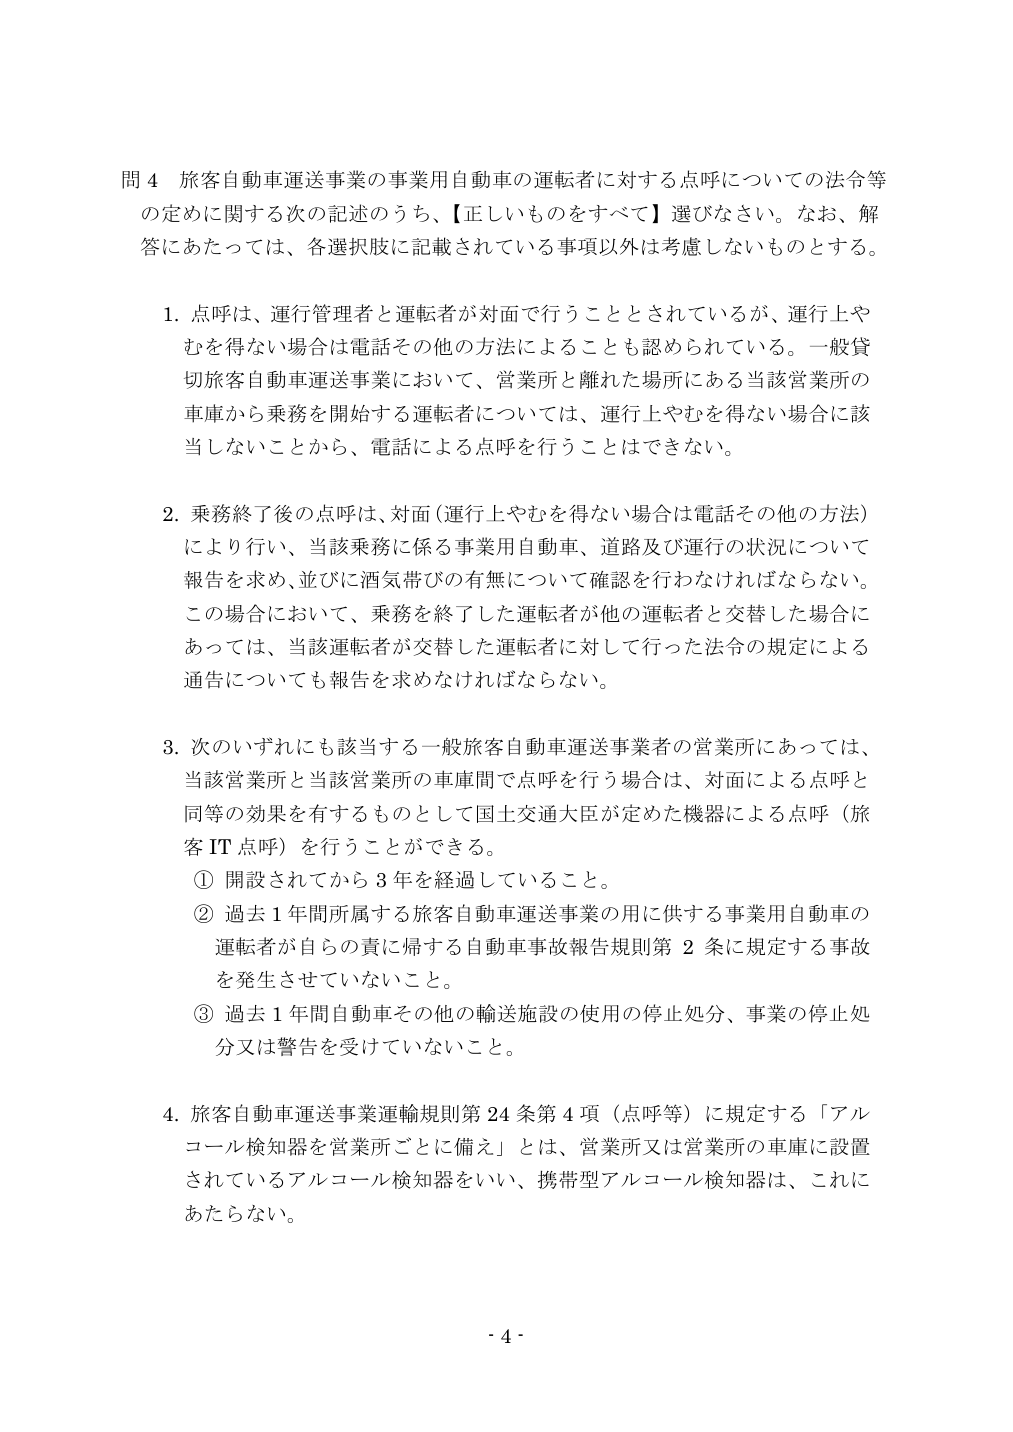 問 4　旅客自動車運送事業の事業用自動車の運転者に対する点呼についての法令等
の定めに関する次の記述のうち、【正しいものをすべて】選びなさい。なお、解
答にあたっては、各選択肢に記載されている事項以外は考慮しないものとする。
1. 点呼は、運行管理者と運転者が対面で行うこととされているが、運行上や
むを得ない場合は電話その他の方法によることも認められている。一般貸
切旅客自動車運送事業において、営業所と離れた場所にある当該営業所の
車庫から乗務を開始する運転者については、運行上やむを得ない場合に該
当しないことから、電話による点呼を行うことはできない。
2. 乗務終了後の点呼は、対面（運行上やむを得ない場合は電話その他の方法）
により行い、当該乗務に係る事業用自動車、道路及び運行の状況について
報告を求め、並びに酒気帯びの有無について確認を行わなければならない。
この場合において、乗務を終了した運転者が他の運転者と交替した場合に
あっては、当該運転者が交替した運転者に対して行った法令の規定による
通告についても報告を求めなければならない。
3. 次のいずれにも該当する一般旅客自動車運送事業者の営業所にあっては、
当該営業所と当該営業所の車庫間で点呼を行う場合は、対面による点呼と
同等の効果を有するものとして国土交通大臣が定めた機器による点呼（旅
客 IT 点呼）を行うことができる。
① 開設されてから 3 年を経過していること。
② 過去 1 年間所属する旅客自動車運送事業の用に供する事業用自動車の
運転者が自らの責に帰する自動車事故報告規則第 2 条に規定する事故
を発生させていないこと。
③ 過去 1 年間自動車その他の輸送施設の使用の停止処分、事業の停止処
分又は警告を受けていないこと。
4. 旅客自動車運送事業運輸規則第 24 条第 4 項（点呼等）に規定する「アル
コール検知器を営業所ごとに備え」とは、営業所又は営業所の車庫に設置
されているアルコール検知器をいい、携帯型アルコール検知器は、これに
あたらない。
- 4 -